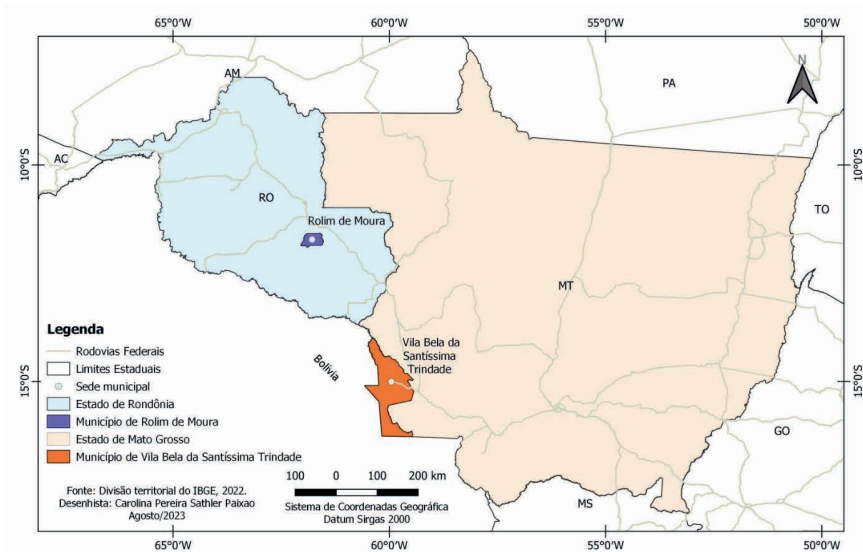 65°0'W 60°0'W 55°0'W 50°0'W
N
AM
PA
10°0'S
10°0'S
AC
RO
TO
Rolim de Moura
MT
Legenda
Rodovias Federais
Limites Estaduais
Sede municipal
Estado de Rondônia
Município de Rolim de Moura
Estado de Mato Grosso
Município de Vila Bela da Santíssima Trindade
Bolívia
Vila Bela da
Santíssima
Trindade
15°0'S
15°0'S
GO
MS
100 0 100 200 km
Sistema de Coordenadas Geográfica
Datum Sirgas 2000
Fonte: Divisão territorial do IBGE, 2022.
Desenhista: Carolina Pereira Sathler Paixao
Agosto/2023
65°0'W 60°0'W 55°0'W 50°0'W